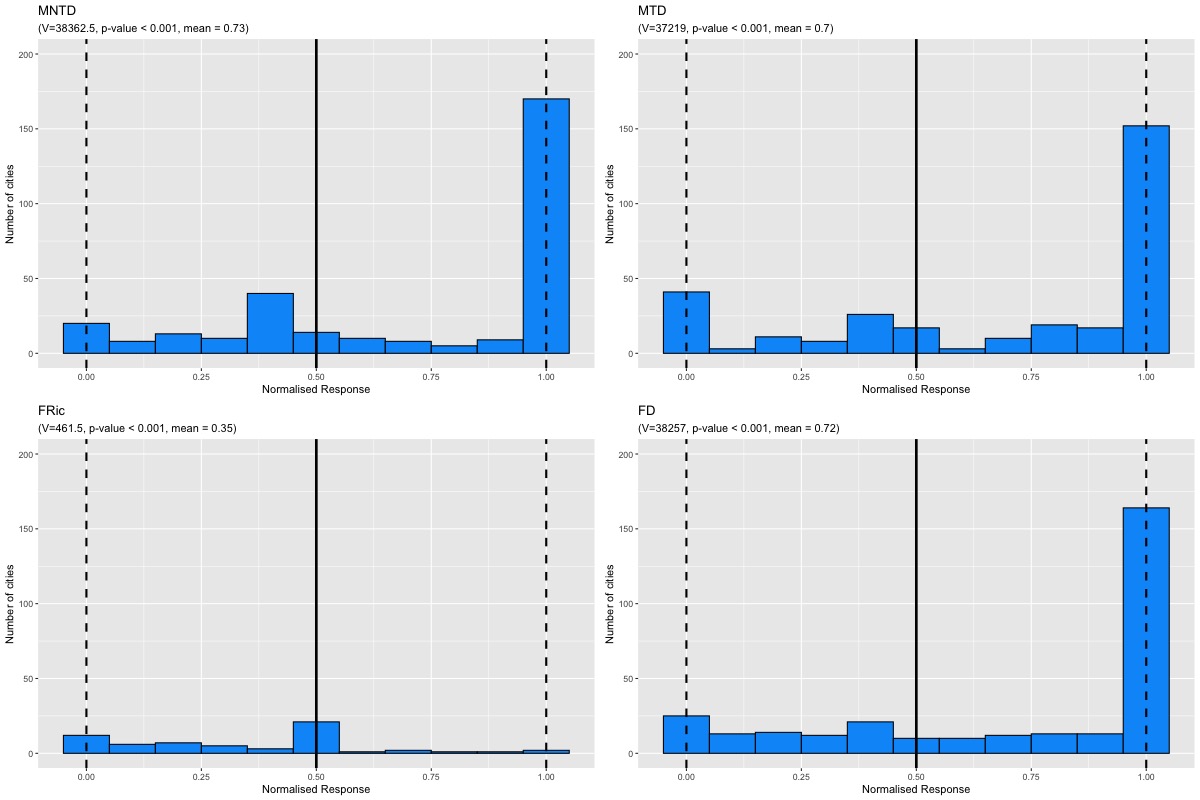 MNTD
(V=38362.5, p-value < 0.001, mean = 0.73)
200
150
100
50
0
Number of cities
0.00 0.25 0.50 0.75 1.00
Normalised Response
MTD
(V=37219, p-value < 0.001, mean = 0.7)
200
150
100
50
0
Number of cities
0.00 0.25 0.50 0.75 1.00
Normalised Response
FRic
(V=461.5, p-value < 0.001, mean = 0.35)
200
150
100
50
0
Number of cities
0.00 0.25 0.50 0.75 1.00
Normalised Response
FD
(V=38257, p-value < 0.001, mean = 0.72)
200
150
100
50
0
Number of cities
0.00 0.25 0.50 0.75 1.00
Normalised Response